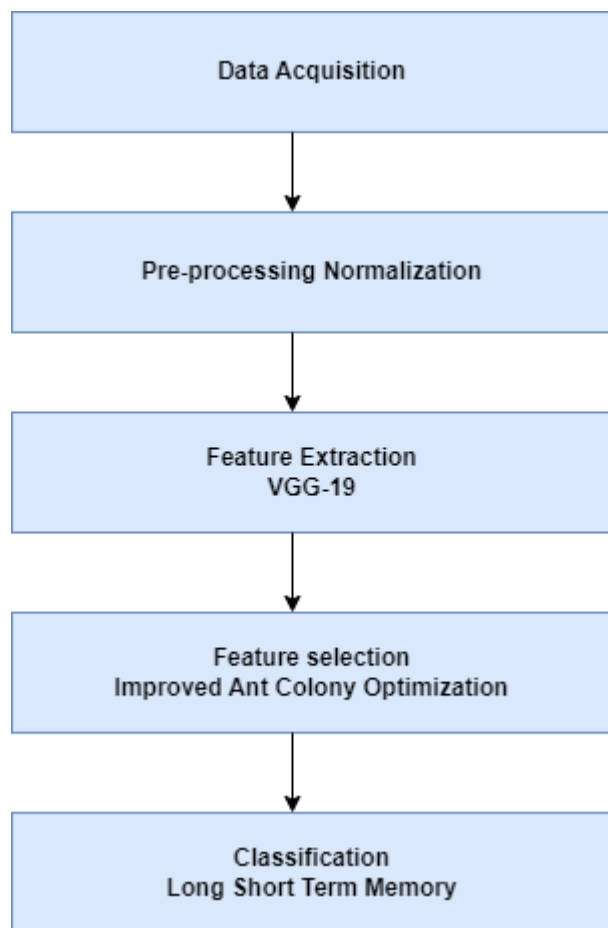 Data Acquisition
Pre-processing Normalization
Feature Extraction
VGG-19
Feature selection
Improved Ant Colony Optimization
Classification
Long Short Term Memory